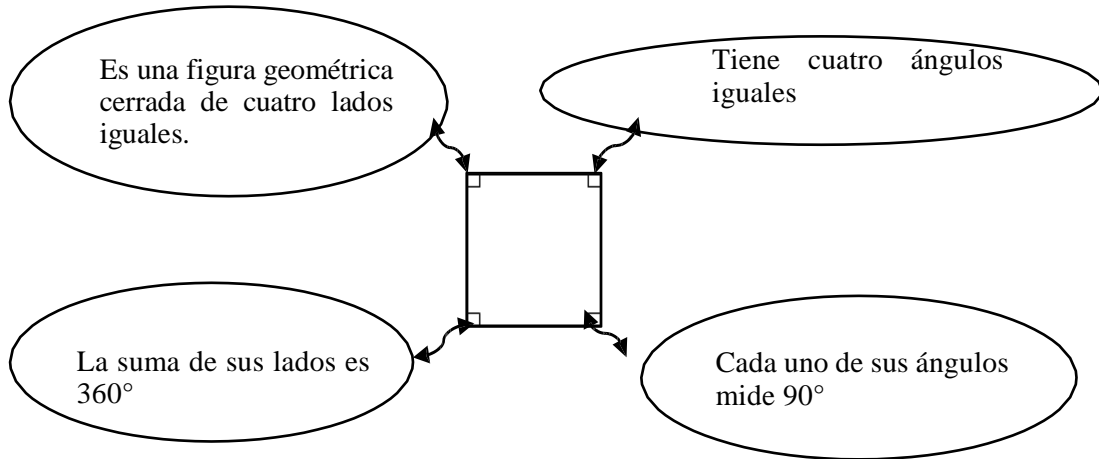 Es una figura geométrica
cerrada de cuatro lados
iguales.
Tiene cuatro ángulos
iguales
La suma de sus lados es
360°
Cada uno de sus ángulos
mide 90°